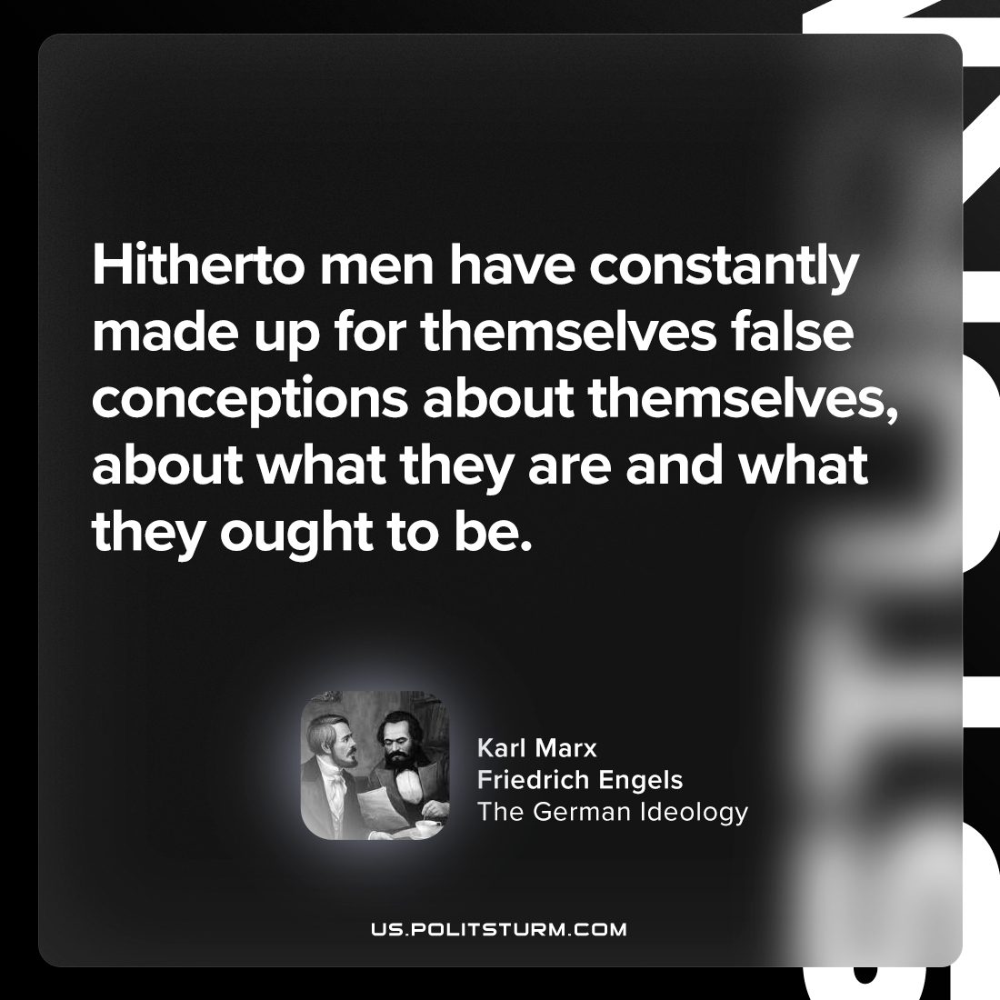 Hitherto men have constantly
made up for themselves false
conceptions about themselves,
about what they are and what
they ought to be.
Karl Marx
Friedrich Engels
The German Ideology
US.POLITSTURM.COM